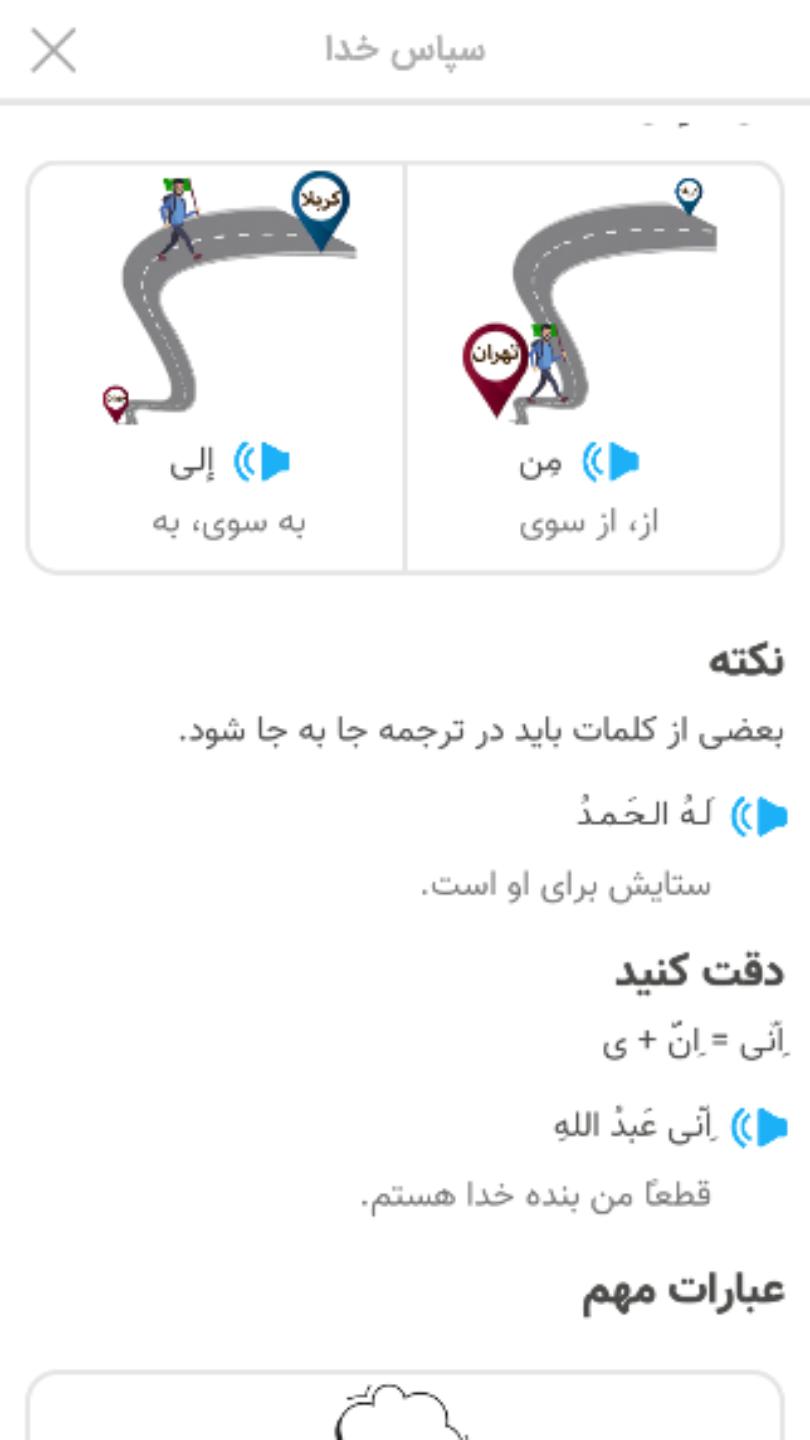 سپاس خدا
کربلا
تهران
مِن
إلی
از، از سوی
به سوی، به
نکته
بعضی از کلمات باید در ترجمه جا به جا شود.
لَهُ الحَمدُ
ستایش برای او است.
دقت کنید
اِنّی = اِنّ + ی
اِنّی عَبدُ اللهِ
قطعاً من بنده خدا هستم.
عبارات مهم